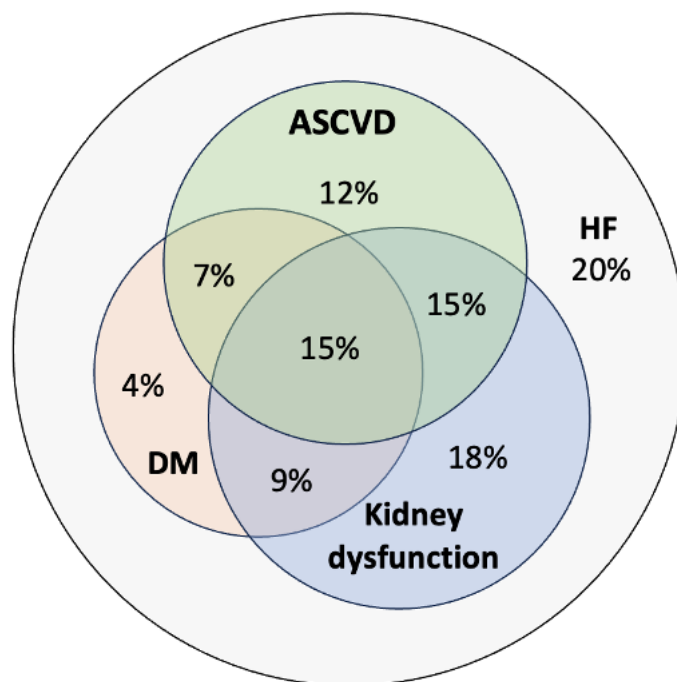 ASCVD
12%
HF
20%
7%
15%
15%
4%
DM
9%
18%
Kidney
dysfunction